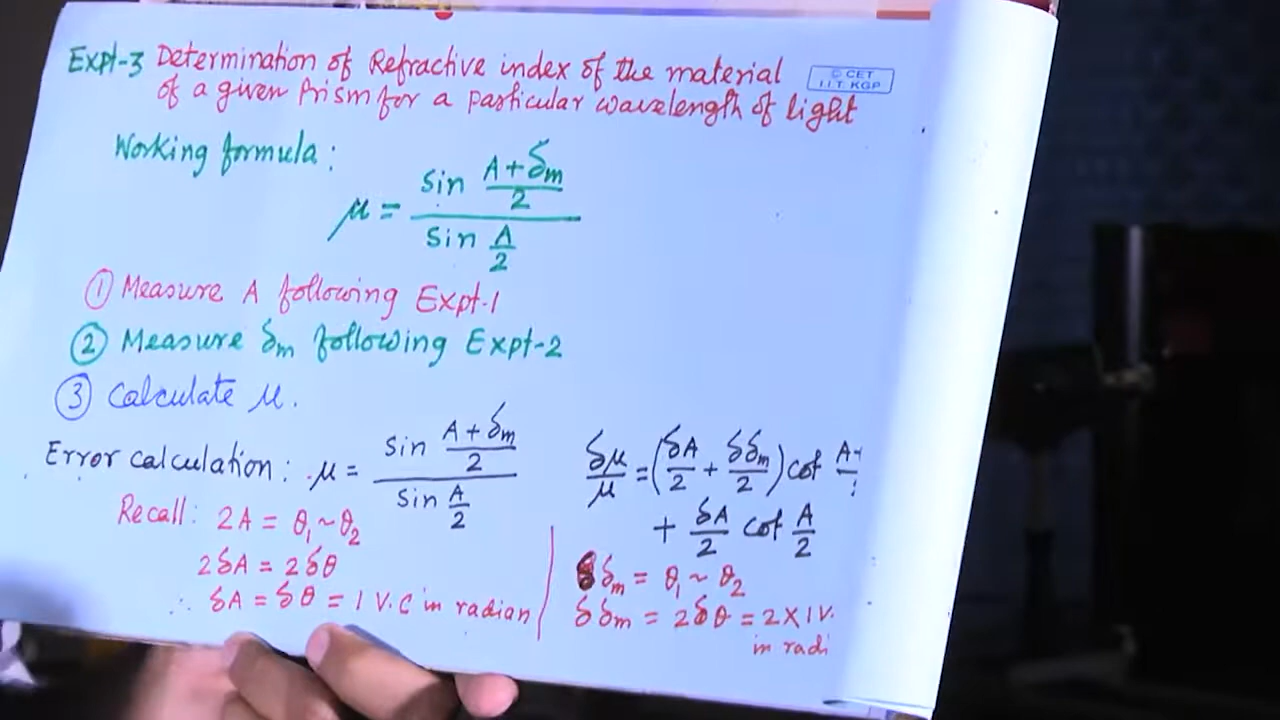 Expt-3 Determination of Refractive index of the material
of a given Prism for a particular wavelength of light
© CET
I.I.T. KGP
Working formula:
μ = sin (A+δm)/2 / sin A/2
① Measure A following Expt-1
② Measure δm following Expt-2
③ Calculate μ.
Error calculation: μ = sin (A+δm)/2 / sin A/2
Recall: 2A = θ₁ ~ θ₂
2δA = 2δθ
∴ δA = δθ = 1 V.C in radian
δμ/μ = (δA/2 + δδm/2) cot A+
+ δA/2 cot A/2
δm = θ₁ ~ θ₂
δδm = 2δθ = 2×1V.
in radi